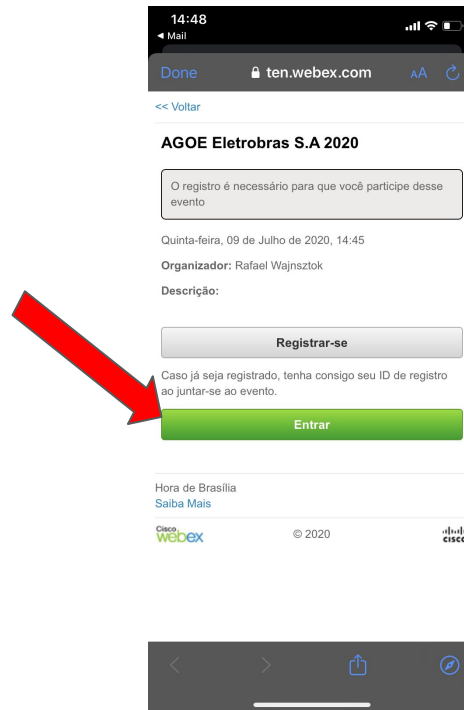 14:48
◀ Mail
Done
ten.webex.com
AA
<< Voltar
AGOE Eletrobras S.A 2020
O registro é necessário para que você participe desse
evento
Quinta-feira, 09 de Julho de 2020, 14:45
Organizador: Rafael Wajnsztok
Descrição:
Registrar-se
Caso já seja registrado, tenha consigo seu ID de registro
ao juntar-se ao evento.
Entrar
Hora de Brasília
Saiba Mais
Cisco
webex
© 2020
cisco